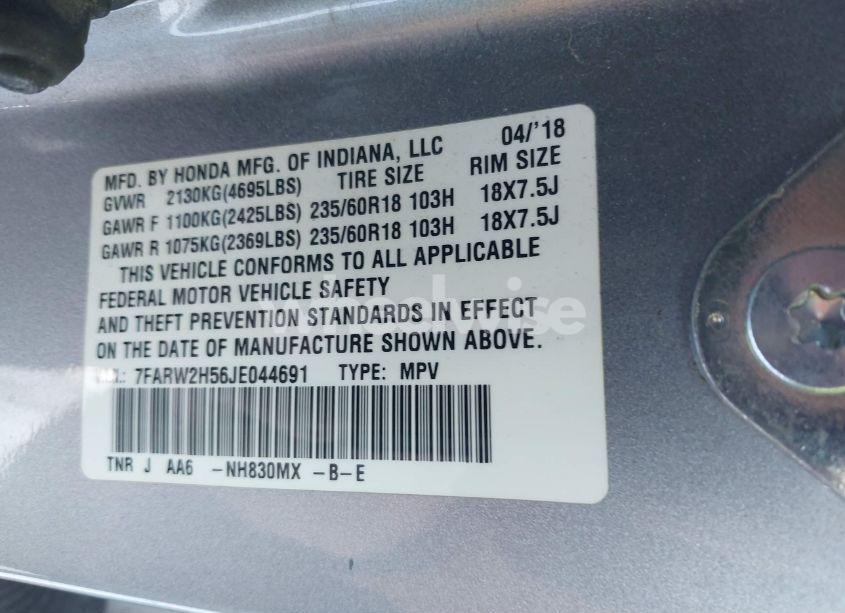 MFD. BY HONDA MFG. OF INDIANA, LLC 04/'18
GVWR 2130KG(4695LBS) TIRE SIZE RIM SIZE
GAWR F 1100KG(2425LBS) 235/60R18 103H 18X7.5J
GAWR R 1075KG(2369LBS) 235/60R18 103H 18X7.5J
THIS VEHICLE CONFORMS TO ALL APPLICABLE
FEDERAL MOTOR VEHICLE SAFETY
AND THEFT PREVENTION STANDARDS IN EFFECT
ON THE DATE OF MANUFACTURE SHOWN ABOVE.
7FARW2H56JE044691 TYPE: MPV
TNR J AA6 -NH830MX -B-E
wheelwise